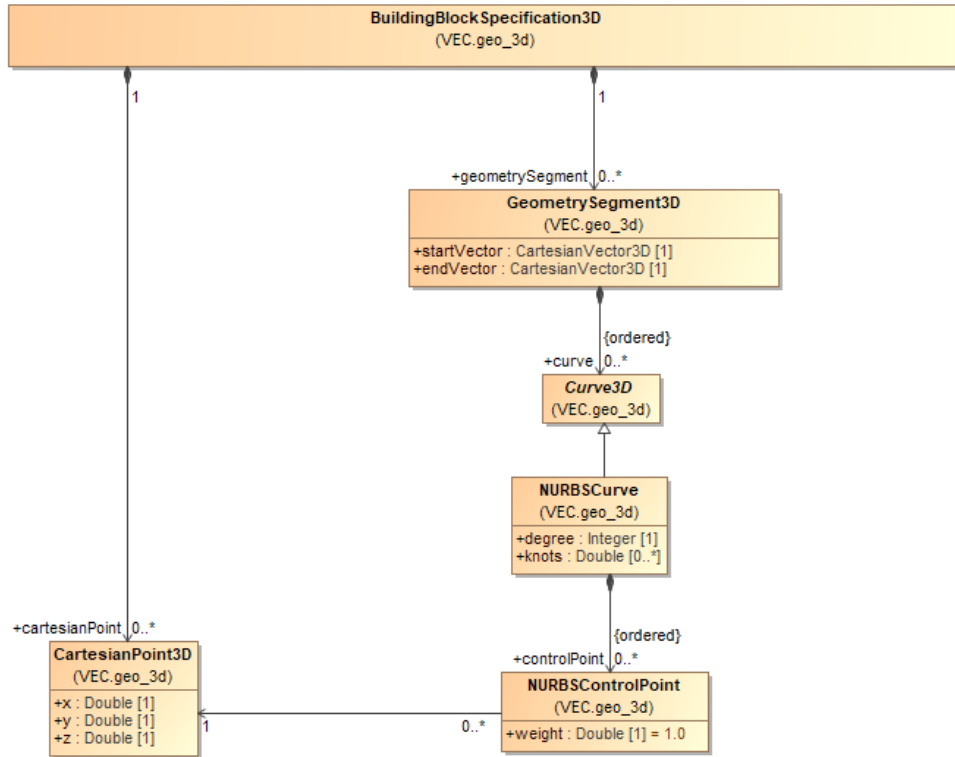 BuildingBlockSpecification3D
(VEC.geo_3d)
1
1
+geometrySegment 0..*
GeometrySegment3D
(VEC.geo_3d)
+startVector : CartesianVector3D [1]
+endVector : CartesianVector3D [1]
{ordered}
+curve 0..*
Curve3D
(VEC.geo_3d)
NURBSCurve
(VEC.geo_3d)
+degree : Integer [1]
+knots : Double [0..*]
{ordered}
+cartesianPoint 0..*
+controlPoint 0..*
CartesianPoint3D
(VEC.geo_3d)
+x : Double [1]
+y : Double [1]
+z : Double [1]
1
0..*
NURBSControlPoint
(VEC.geo_3d)
+weight : Double [1] = 1.0